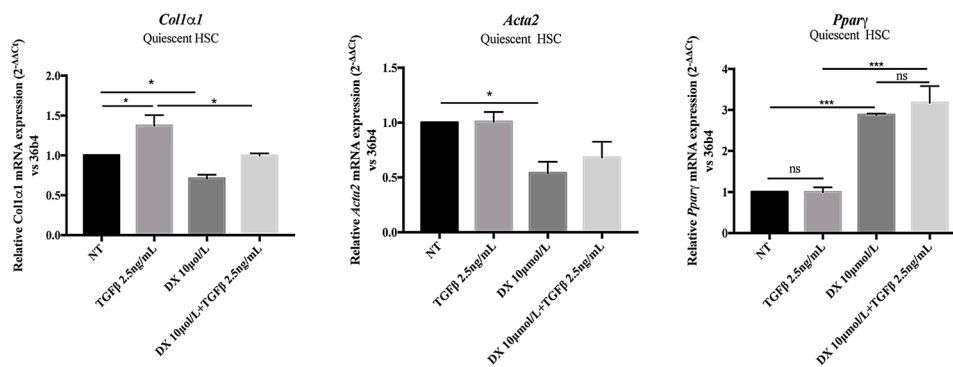 Col1α1
Quiescent HSC
Relative Col1α1 mRNA expression (2-ΔΔCt)
vs 36b4
2.0
1.5
1.0
0.5
0.0
*
*
*
NT
TGFβ 2.5ng/mL
DX 10μol/L
DX 10μol/L+TGFβ 2.5ng/mL
Acta2
Quiescent HSC
Relative Acta2 mRNA expression (2-ΔΔCt)
vs 36b4
1.5
1.0
0.5
0.0
*
NT
TGFβ 2.5ng/mL
DX 10μmol/L
DX 10μmol/L+TGFβ 2.5ng/mL
Pparγ
Quiescent HSC
Relative Pparγ mRNA expression (2-ΔΔCt)
vs 36b4
4
3
2
1
0
***
ns
***
ns
NT
TGFβ 2.5ng/mL
DX 10μmol/L
DX 10μmol/L+TGFβ 2.5ng/mL